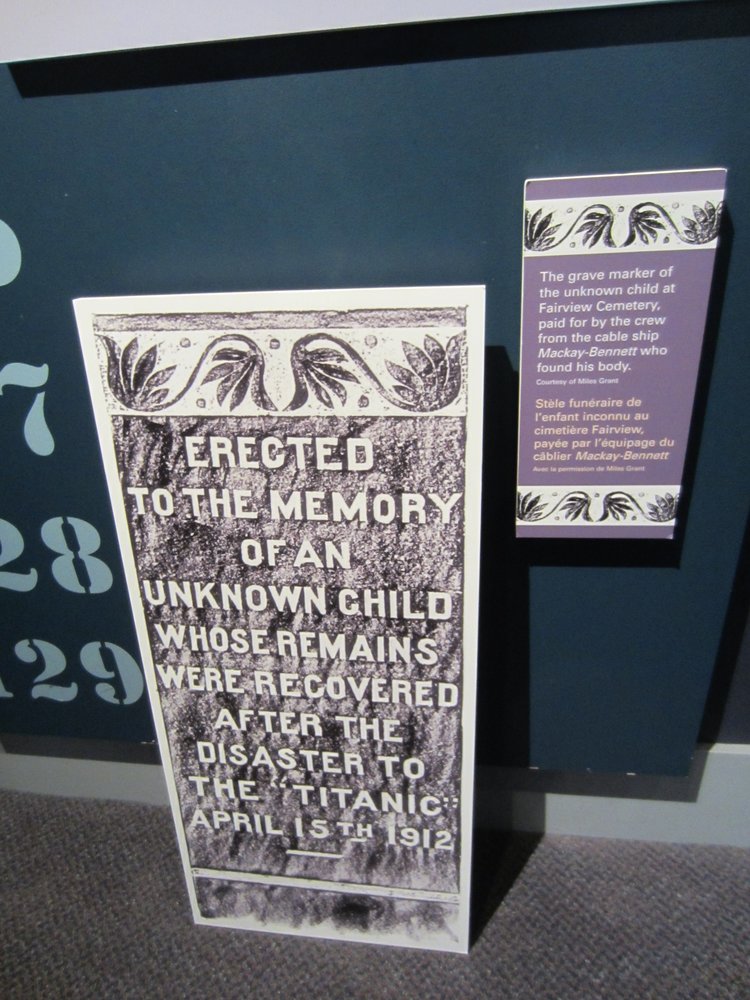 7
28
129
ERECTED
TO THE MEMORY
OF AN
UNKNOWN CHILD
WHOSE REMAINS
WERE RECOVERED
AFTER THE
DISASTER TO
THE "TITANIC"
APRIL 15TH 1912
The grave marker of
the unknown child at
Fairview Cemetery,
paid for by the crew
from the cable ship
Mackay-Bennett who
found his body.
Courtesy of Miles Grant
Stèle funéraire de
l'enfant inconnu au
cimetière Fairview,
payée par l'équipage du
câblier Mackay-Bennett
Avec la permission de Miles Grant